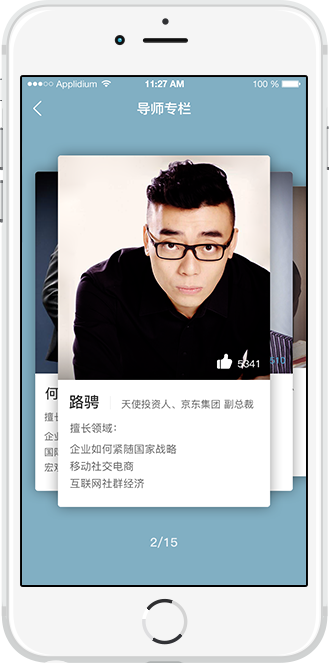 Applidium 11:27 AM 100 %
导师专栏
5341
路骋 天使投资人、京东集团 副总裁
擅长领域：
企业如何紧随国家战略
移动社交电商
互联网社群经济
何
擅
企业
国际
宏观
2/15